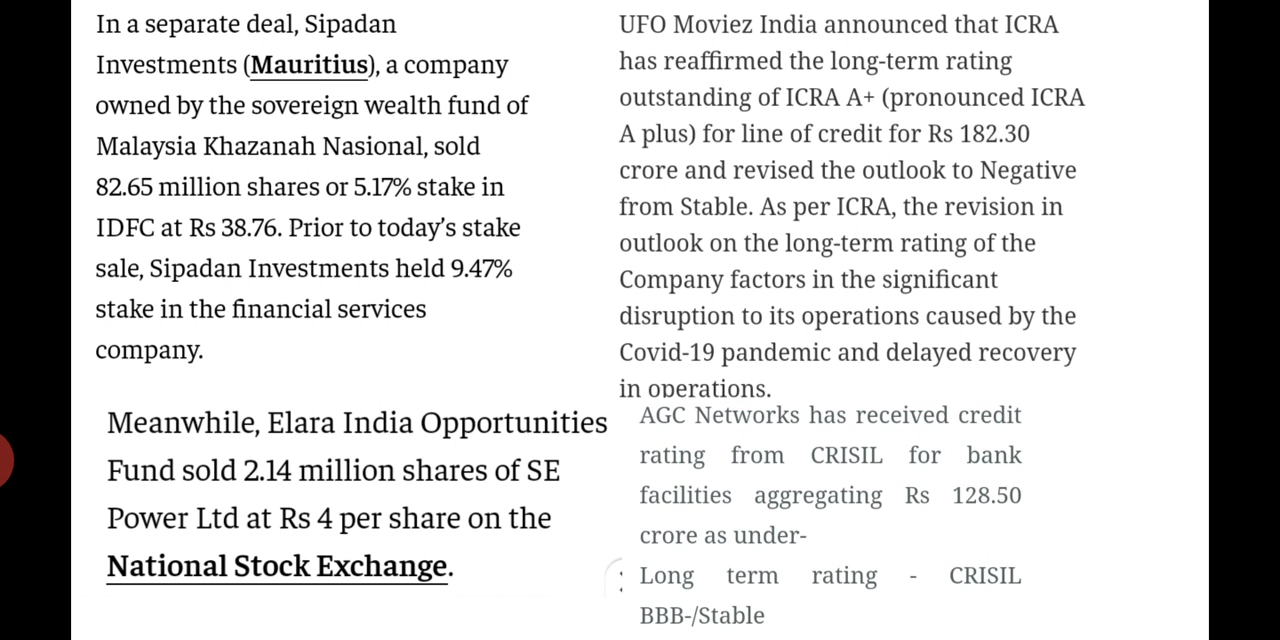 In a separate deal, Sipadan
Investments (Mauritius), a company
owned by the sovereign wealth fund of
Malaysia Khazanah Nasional, sold
82.65 million shares or 5.17% stake in
IDFC at Rs 38.76. Prior to today’s stake
sale, Sipadan Investments held 9.47%
stake in the financial services
company.
Meanwhile, Elara India Opportunities
Fund sold 2.14 million shares of SE
Power Ltd at Rs 4 per share on the
National Stock Exchange.
UFO Moviez India announced that ICRA
has reaffirmed the long-term rating
outstanding of ICRA A+ (pronounced ICRA
A plus) for line of credit for Rs 182.30
crore and revised the outlook to Negative
from Stable. As per ICRA, the revision in
outlook on the long-term rating of the
Company factors in the significant
disruption to its operations caused by the
Covid-19 pandemic and delayed recovery
in operations.
AGC Networks has received credit
rating from CRISIL for bank
facilities aggregating Rs 128.50
crore as under-
Long term rating - CRISIL
BBB-/Stable